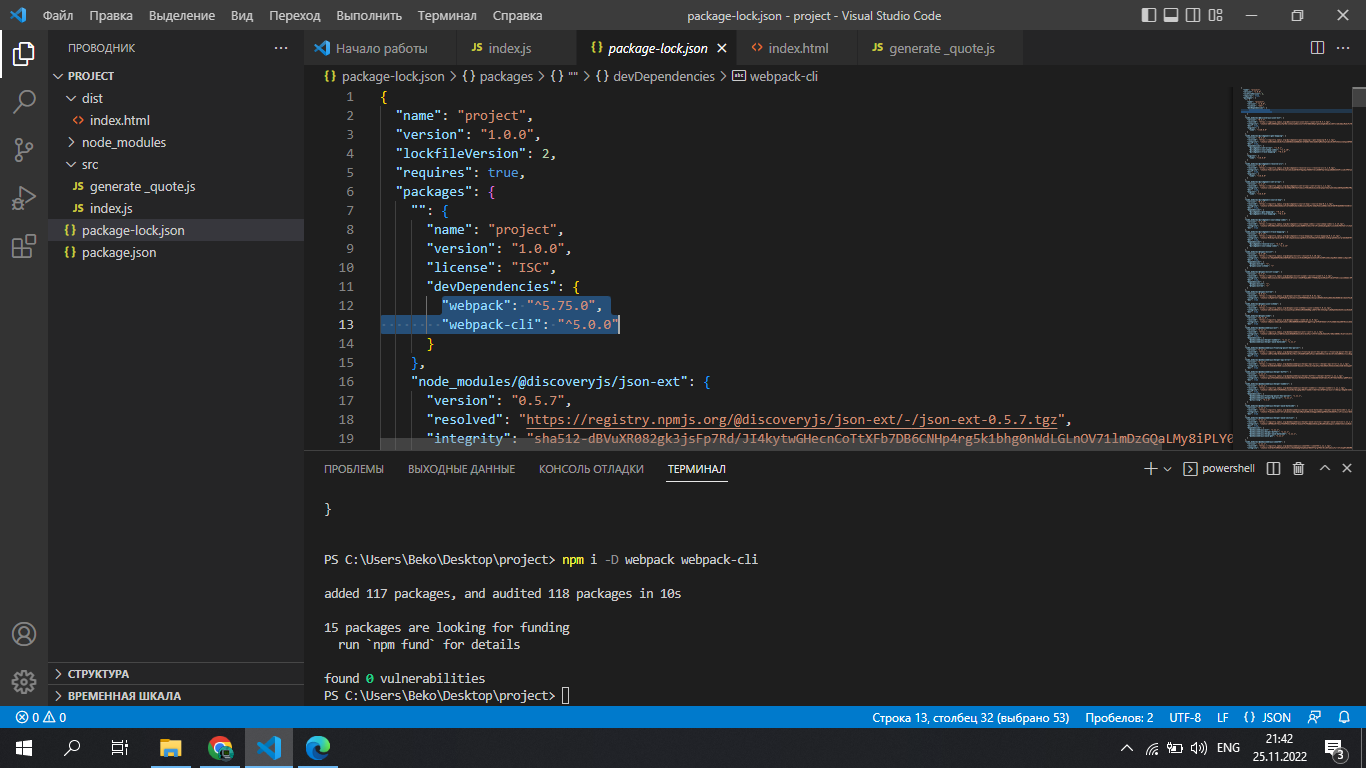 Файл Правка Выделение Вид Переход Выполнить Терминал Справка
package-lock.json - project - Visual Studio Code
ПРОВОДНИК
Начало работы
JS index.js
{} package-lock.json
<> index.html
JS generate _quote.js
{} package-lock.json > {} packages > {} "" > {} devDependencies > webpack-cli
PROJECT
dist
<> index.html
node_modules
src
JS generate _quote.js
JS index.js
{} package-lock.json
{} package.json
СТРУКТУРА
ВРЕМЕННАЯ ШКАЛА
1 {
2 "name": "project",
3 "version": "1.0.0",
4 "lockfileVersion": 2,
5 "requires": true,
6 "packages": {
7 "": {
8 "name": "project",
9 "version": "1.0.0",
10 "license": "ISC",
11 "devDependencies": {
12 "webpack": "^5.75.0",
13 "webpack-cli": "^5.0.0"
14 }
15 },
16 "node_modules/@discoveryjs/json-ext": {
17 "version": "0.5.7",
18 "resolved": "https://registry.npmjs.org/@discoveryjs/json-ext/-/json-ext-0.5.7.tgz",
19 "integrity": "sha512-dBVuXR082gk3jsFp7Rd/JI4kytwGHecnCoTtXFb7DB6CNHp4rg5k1bhg0nWdLGLnOV71lmDzGQaLMy8iPLY0
ПРОБЛЕМЫ ВЫХОДНЫЕ ДАННЫЕ КОНСОЛЬ ОТЛАДКИ ТЕРМИНАЛ
powershell
}
PS C:\Users\Beko\Desktop\project> npm i -D webpack webpack-cli
added 117 packages, and audited 118 packages in 10s
15 packages are looking for funding
run `npm fund` for details
found 0 vulnerabilities
PS C:\Users\Beko\Desktop\project>
0 0
Строка 13, столбец 32 (выбрано 53) Пробелов: 2 UTF-8 LF {} JSON
ENG
21:42
25.11.2022
3